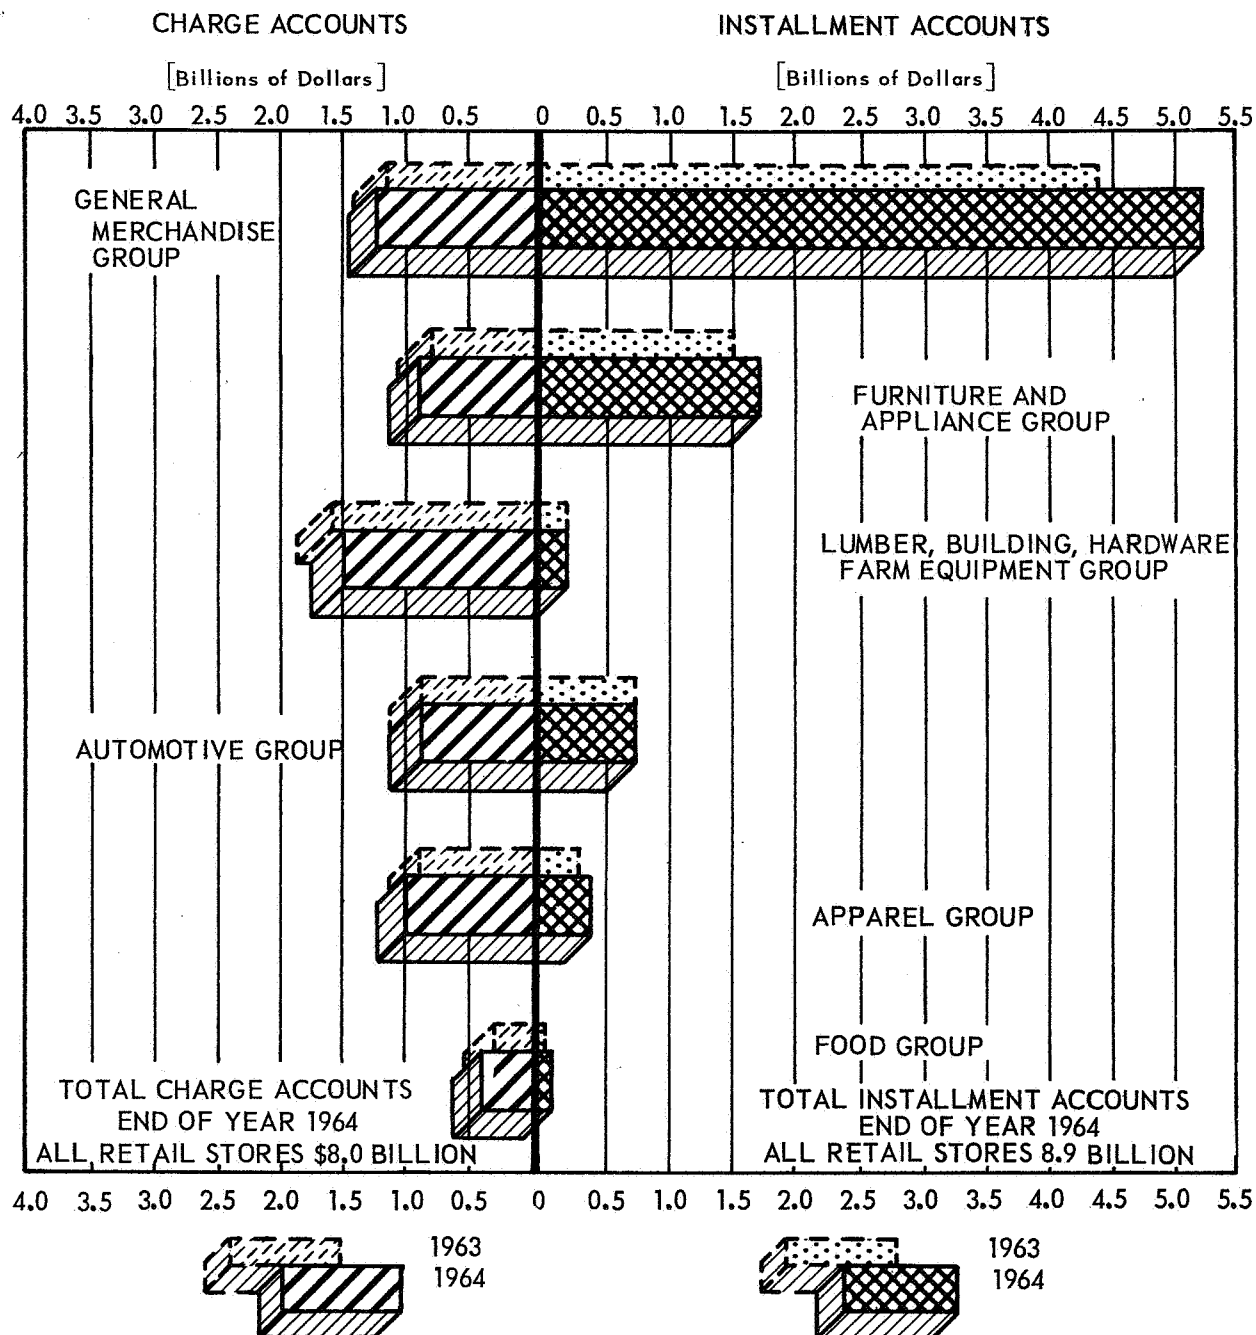 CHARGE ACCOUNTS
INSTALLMENT ACCOUNTS
[Billions of Dollars]
[Billions of Dollars]
4.0 3.5 3.0 2.5 2.0 1.5 1.0 0.5 0 0.5 1.0 1.5 2.0 2.5 3.0 3.5 4.0 4.5 5.0 5.5
GENERAL
MERCHANDISE
GROUP
FURNITURE AND
APPLIANCE GROUP
LUMBER, BUILDING, HARDWARE
FARM EQUIPMENT GROUP
AUTOMOTIVE GROUP
APPAREL GROUP
FOOD GROUP
TOTAL CHARGE ACCOUNTS
END OF YEAR 1964
ALL RETAIL STORES $8.0 BILLION
TOTAL INSTALLMENT ACCOUNTS
END OF YEAR 1964
ALL RETAIL STORES 8.9 BILLION
4.0 3.5 3.0 2.5 2.0 1.5 1.0 0.5 0 0.5 1.0 1.5 2.0 2.5 3.0 3.5 4.0 4.5 5.0 5.5
1963
1964
1963
1964